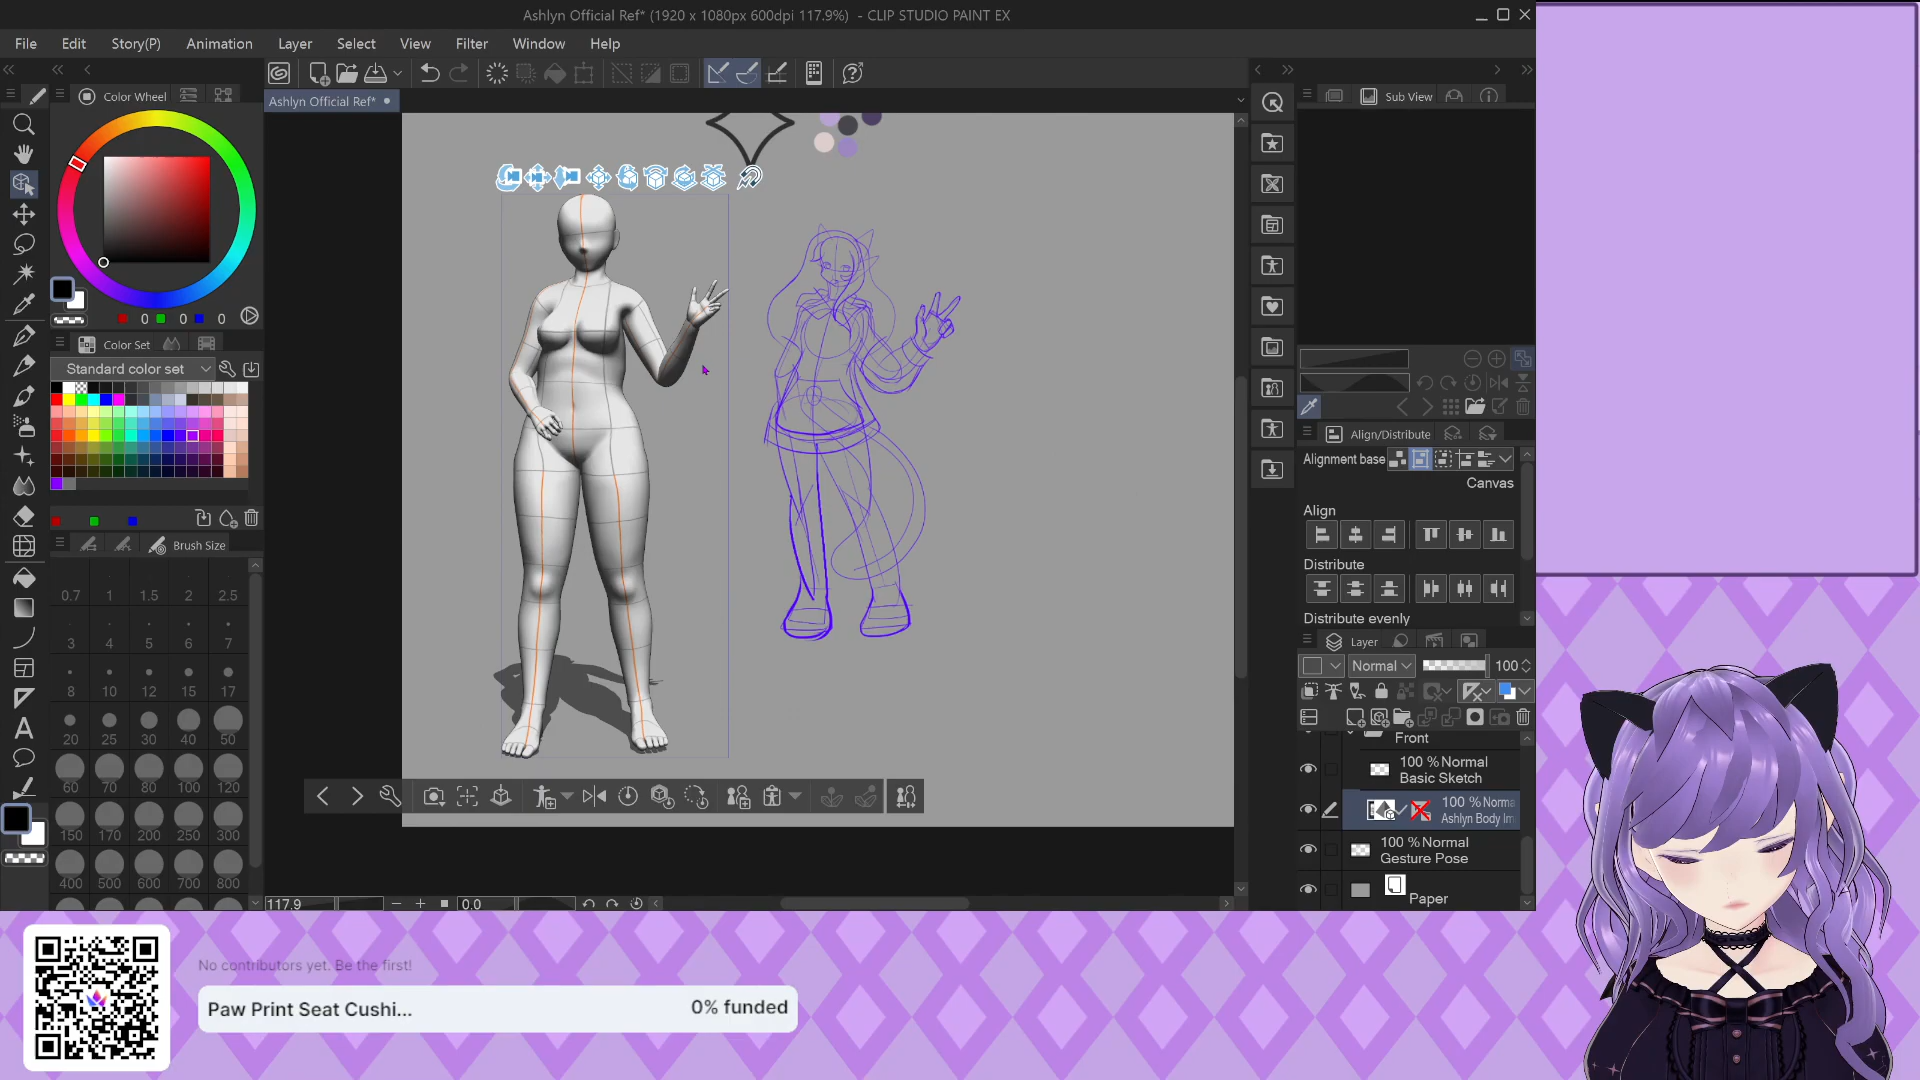 Ashlyn Official Ref* (1920 x 1080px 600dpi 117.9%) - CLIP STUDIO PAINT EX
File Edit Story(P) Animation Layer Select View Filter Window Help
Color Wheel
Ashlyn Official Ref*
Sub View
0 0 0
Color Set
Standard color set
Brush Size
0.7 1 1.5 2 2.5
3 4 5 6 7
8 10 12 15 17
20 25 30 40 50
60 70 80 100 120
150 170 200 250 300
400 500 600 700 800
117.9 0.0
Align/Distribute
Alignment base
Canvas
Align
Distribute
Distribute evenly
Layer
Normal 100
Front
100 % Normal
Basic Sketch
100 % Norma
Ashlyn Body Im
100 % Normal
Gesture Pose
Paper
No contributors yet. Be the first!
Paw Print Seat Cushi... 0% funded